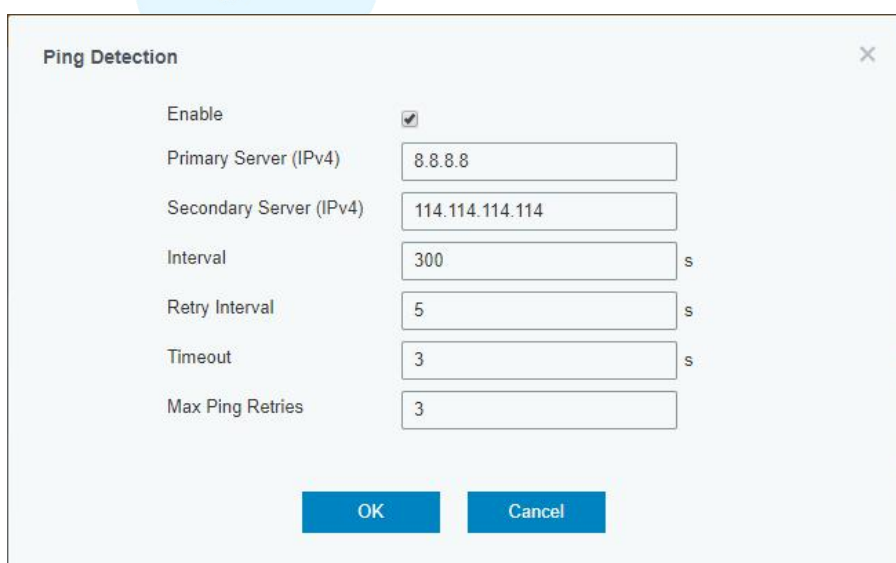 Ping Detection
Enable
Primary Server (IPv4) 8.8.8.8
Secondary Server (IPv4) 114.114.114.114
Interval 300 s
Retry Interval 5 s
Timeout 3 s
Max Ping Retries 3
OK Cancel